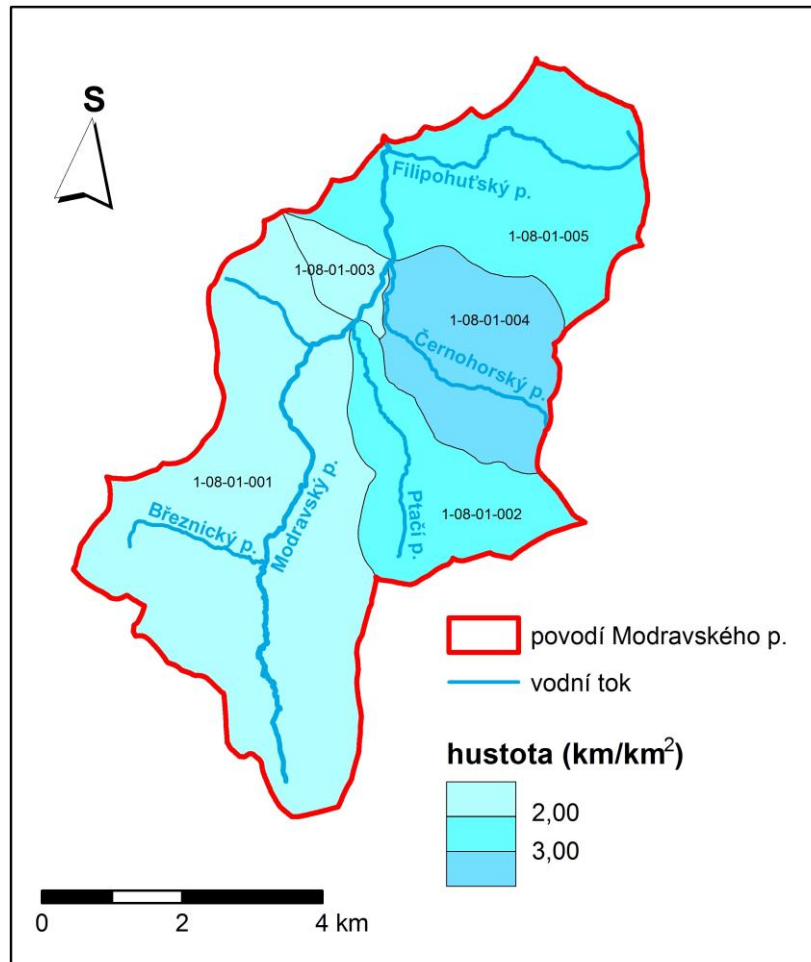 S
Filipohuťský p.
1-08-01-005
1-08-01-003
1-08-01-004
Černohorský p.
1-08-01-001
Modravský p.
Březnický p.
Ptačí p.
1-08-01-002
povodí Modravského p.
vodní tok
hustota (km/km²)
2,00
3,00
0 2 4 km